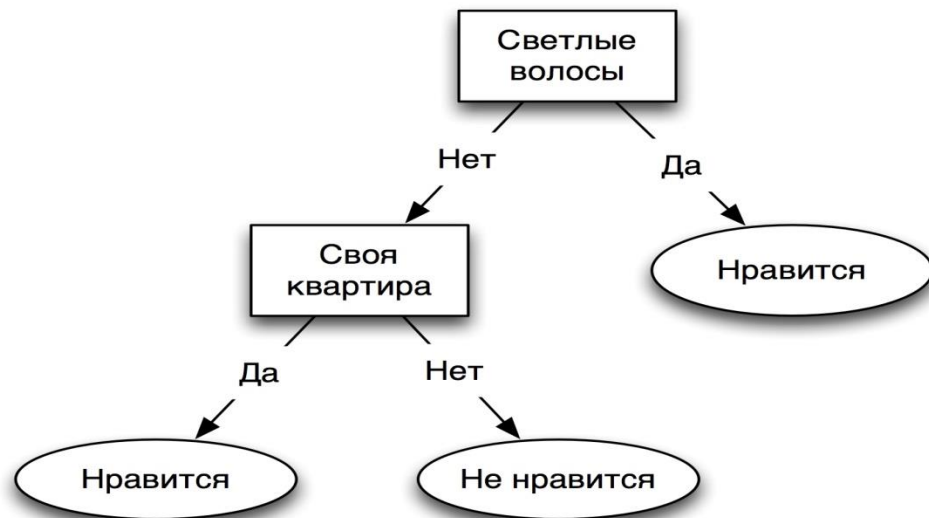 Светлые
волосы
Нет
Да
Своя
квартира
Нравится
Да
Нет
Нравится
Не нравится